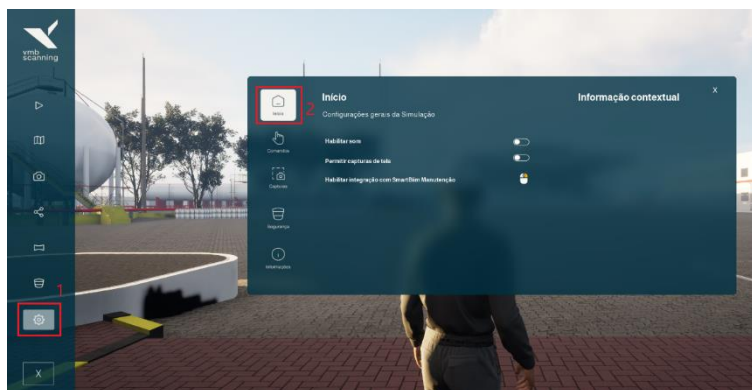 vmb
scanning
1
X
Início
2
Comandos
Capturas
Segurança
Informações
Início
Configurações gerais da Simulação
Habilitar som
Permitir capturas de tela
Habilitar integração com SmartBim Manutenção
Informação contextual
X